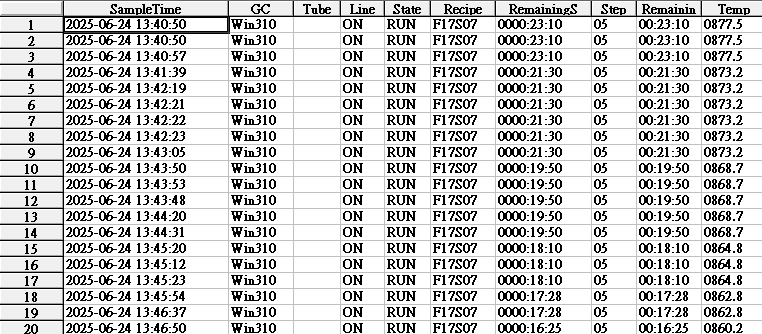 SampleTime GC Tube Line State Recipe RemainingS Step Remainin Temp
1 2025-06-24 13:40:50 Win310 ON RUN F17S07 0000:23:10 05 00:23:10 0877.5
2 2025-06-24 13:40:50 Win310 ON RUN F17S07 0000:23:10 05 00:23:10 0877.5
3 2025-06-24 13:40:57 Win310 ON RUN F17S07 0000:23:10 05 00:23:10 0877.5
4 2025-06-24 13:41:39 Win310 ON RUN F17S07 0000:21:30 05 00:21:30 0873.2
5 2025-06-24 13:42:19 Win310 ON RUN F17S07 0000:21:30 05 00:21:30 0873.2
6 2025-06-24 13:42:21 Win310 ON RUN F17S07 0000:21:30 05 00:21:30 0873.2
7 2025-06-24 13:42:22 Win310 ON RUN F17S07 0000:21:30 05 00:21:30 0873.2
8 2025-06-24 13:42:23 Win310 ON RUN F17S07 0000:21:30 05 00:21:30 0873.2
9 2025-06-24 13:43:05 Win310 ON RUN F17S07 0000:21:30 05 00:21:30 0873.2
10 2025-06-24 13:43:50 Win310 ON RUN F17S07 0000:19:50 05 00:19:50 0868.7
11 2025-06-24 13:43:53 Win310 ON RUN F17S07 0000:19:50 05 00:19:50 0868.7
12 2025-06-24 13:43:48 Win310 ON RUN F17S07 0000:19:50 05 00:19:50 0868.7
13 2025-06-24 13:44:20 Win310 ON RUN F17S07 0000:19:50 05 00:19:50 0868.7
14 2025-06-24 13:44:31 Win310 ON RUN F17S07 0000:19:50 05 00:19:50 0868.7
15 2025-06-24 13:45:20 Win310 ON RUN F17S07 0000:18:10 05 00:18:10 0864.8
16 2025-06-24 13:45:12 Win310 ON RUN F17S07 0000:18:10 05 00:18:10 0864.8
17 2025-06-24 13:45:23 Win310 ON RUN F17S07 0000:18:10 05 00:18:10 0864.8
18 2025-06-24 13:45:54 Win310 ON RUN F17S07 0000:17:28 05 00:17:28 0862.8
19 2025-06-24 13:46:37 Win310 ON RUN F17S07 0000:17:28 05 00:17:28 0862.8
20 2025-06-24 13:46:50 Win310 ON RUN F17S07 0000:16:25 05 00:16:25 0860.2